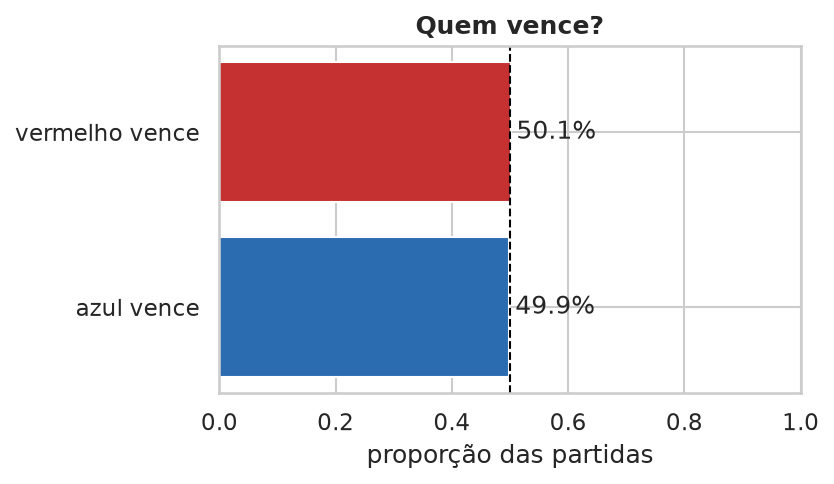 Quem vence?
vermelho vence
50.1%
azul vence
49.9%
0.0 0.2 0.4 0.6 0.8 1.0
proporção das partidas